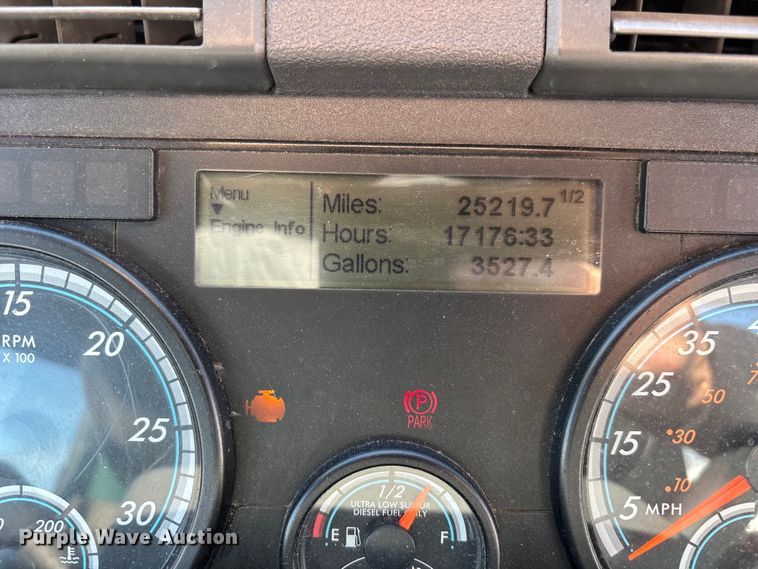 Menu
Engine Info
Miles: 25219.7 1/2
Hours: 17176:33
Gallons: 3527.4
15
20
25
30
RPM
X 100
200
PARK
P
1/2
ULTRA LOW SULFUR
DIESEL FUEL ONLY
E
F
35
25
15
5 MPH
50
30
10
Purple Wave Auction